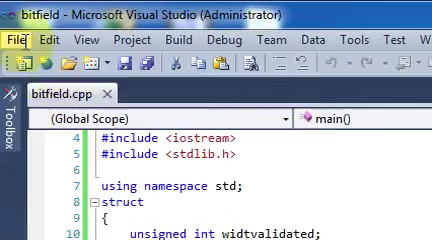 bitfield - Microsoft Visual Studio (Administrator)
File Edit View Project Build Debug Team Data Tools Test W
bitfield.cpp
Toolbox
(Global Scope) main()
4 #include <iostream>
5 #include <stdlib.h>
6
7 using namespace std;
8 struct
9 {
10 unsigned int widtvalidated;